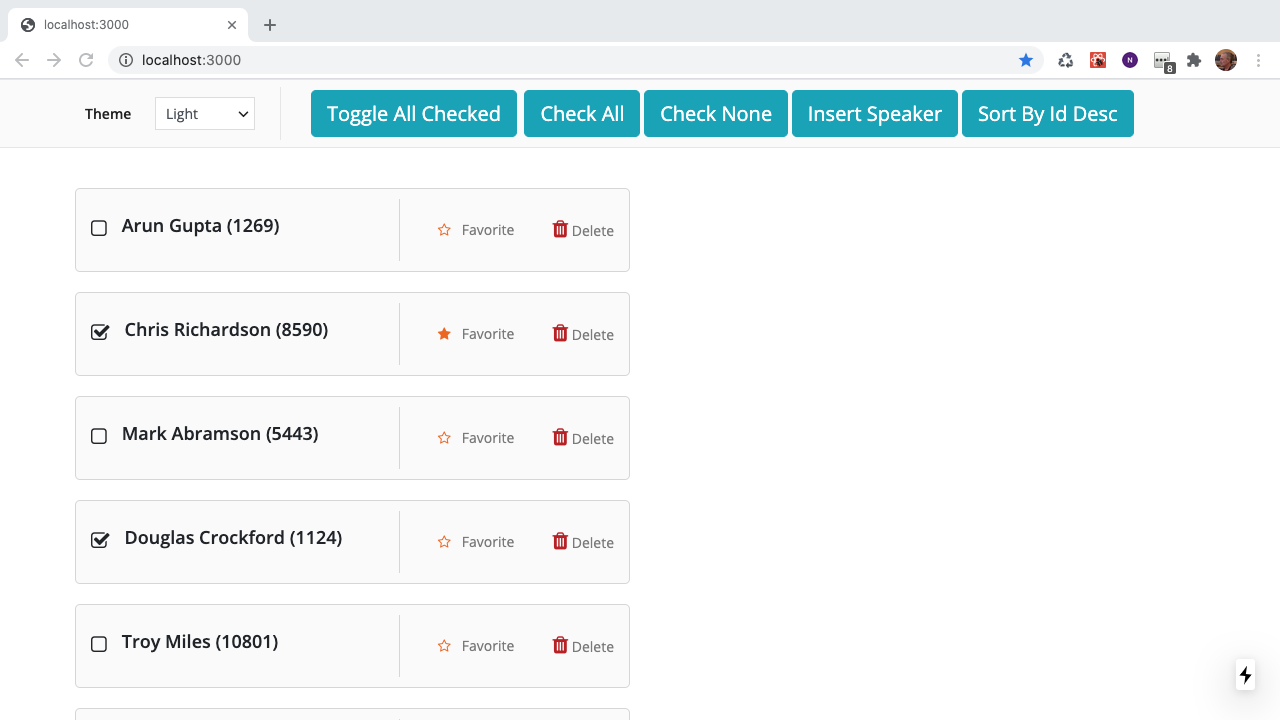 localhost:3000
localhost:3000
N
8
Theme
Light
Toggle All Checked
Check All
Check None
Insert Speaker
Sort By Id Desc
Arun Gupta (1269)
Favorite
Delete
Chris Richardson (8590)
Favorite
Delete
Mark Abramson (5443)
Favorite
Delete
Douglas Crockford (1124)
Favorite
Delete
Troy Miles (10801)
Favorite
Delete